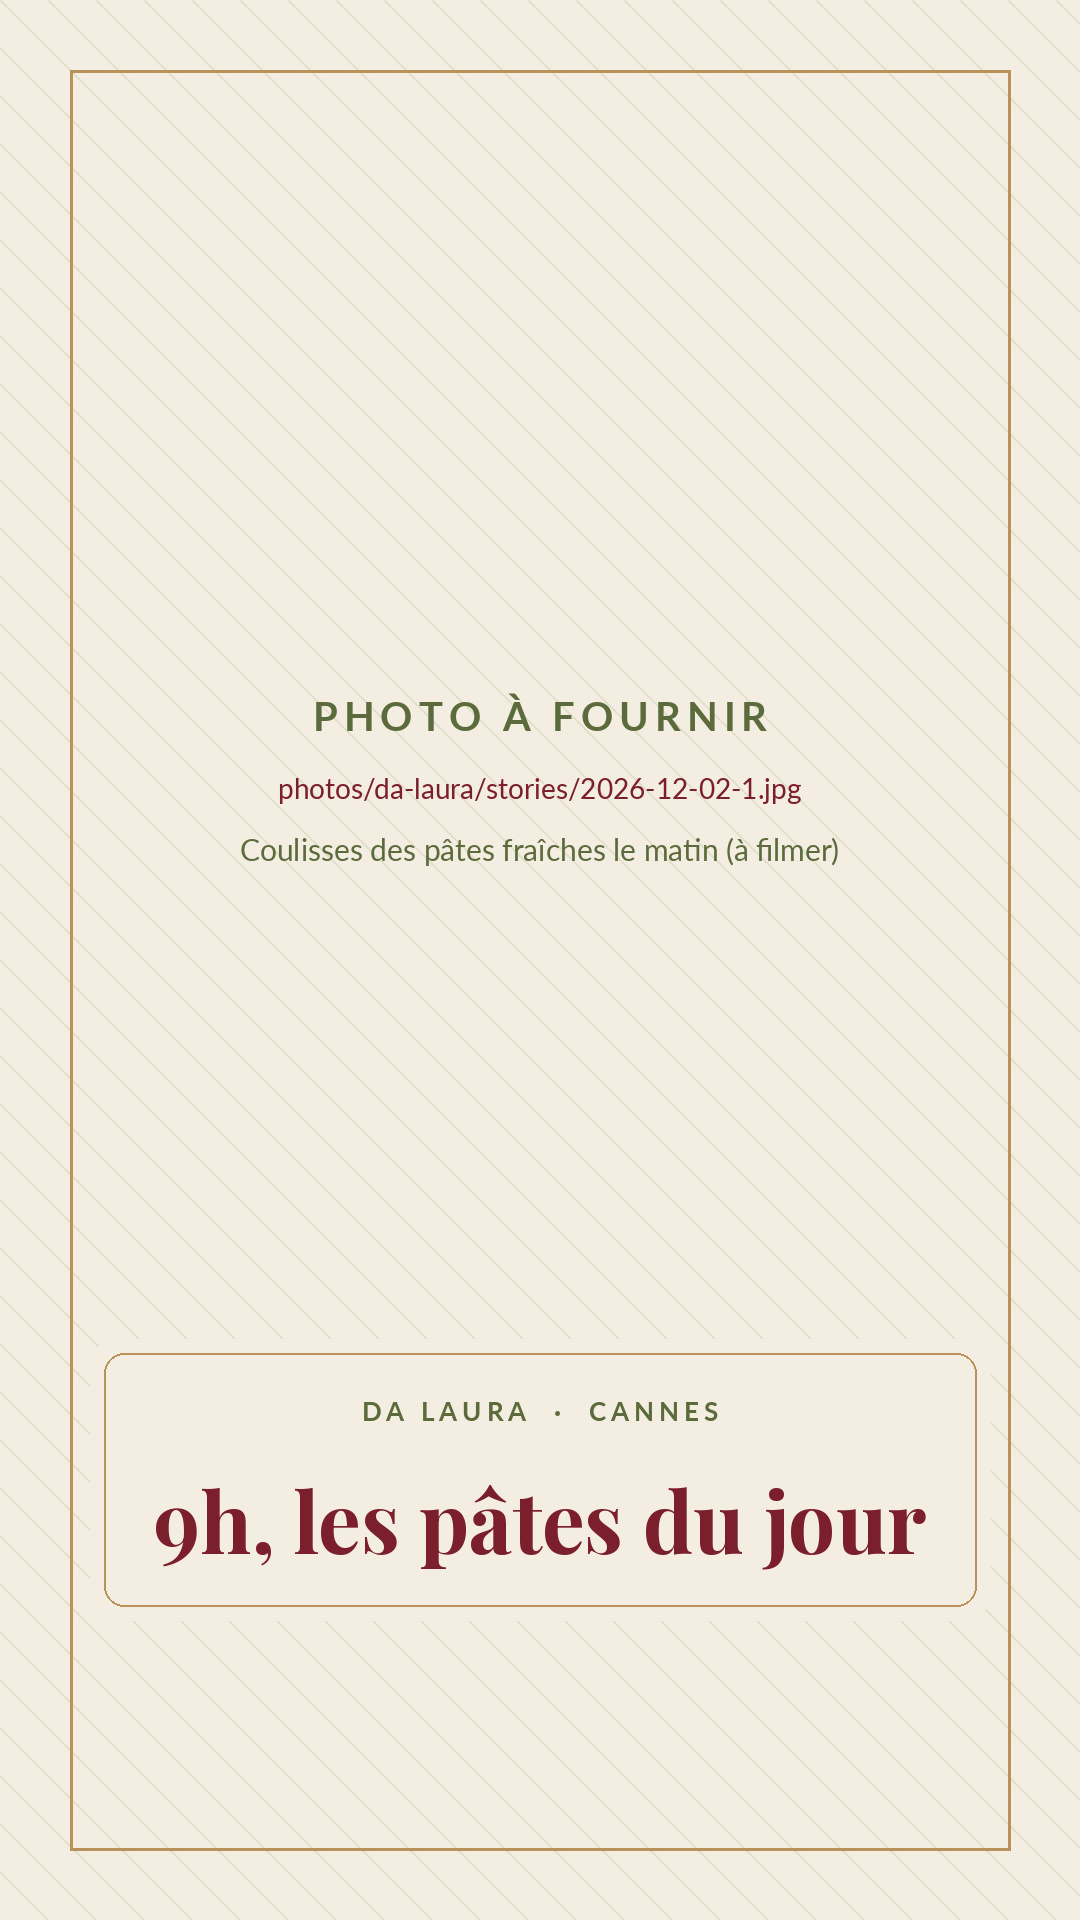 PHOTO À FOURNIR
photos/da-laura/stories/2026-12-02-1.jpg
Coulisses des pâtes fraîches le matin (à filmer)
DA LAURA · CANNES
9h, les pâtes du jour